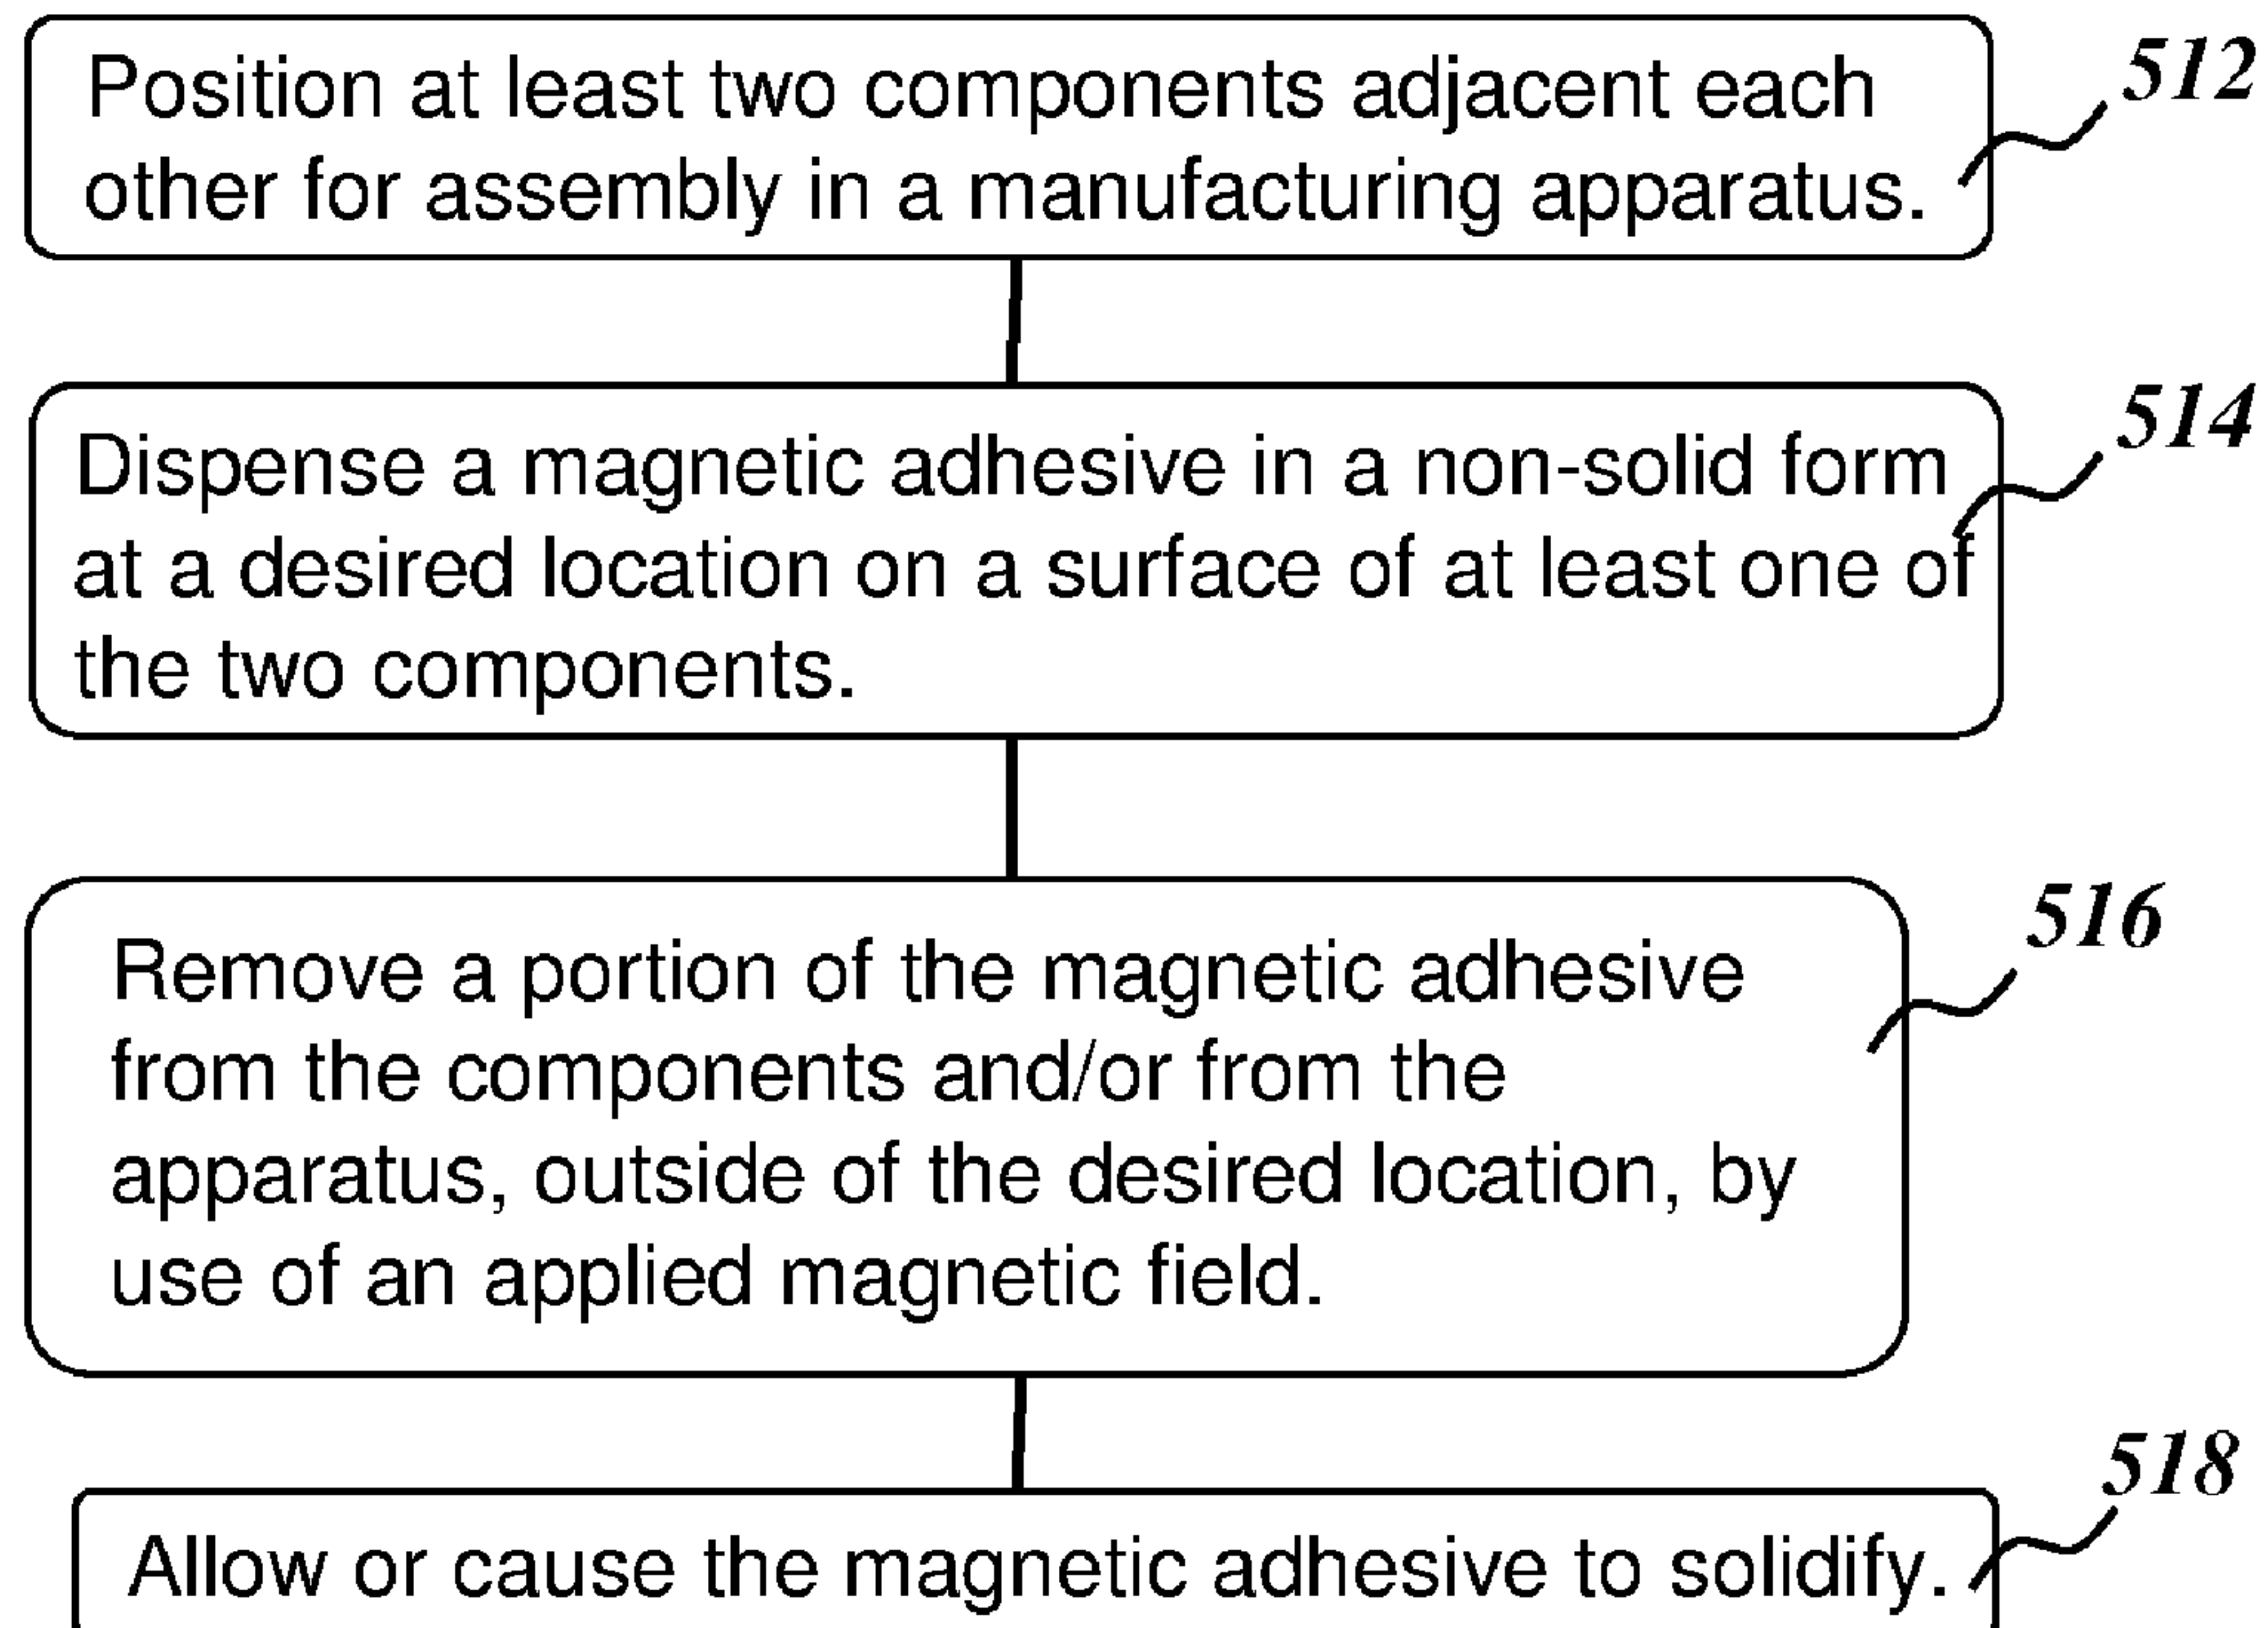 Position at least two components adjacent each
other for assembly in a manufacturing apparatus.
512
Dispense a magnetic adhesive in a non-solid form
at a desired location on a surface of at least one of
the two components.
514
Remove a portion of the magnetic adhesive
from the components and/or from the
apparatus, outside of the desired location, by
use of an applied magnetic field.
516
Allow or cause the magnetic adhesive to solidify.
518